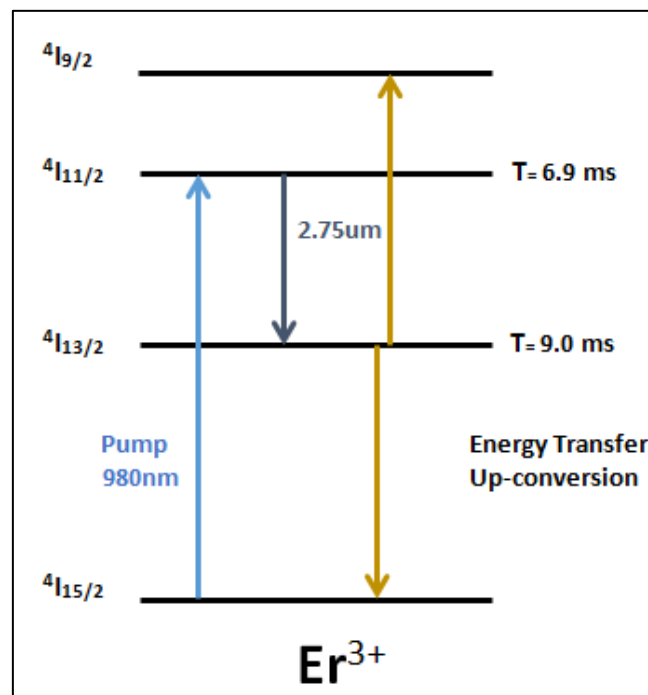 ⁴I₉/₂
⁴I₁₁/₂
T= 6.9 ms
2.75um
⁴I₁₃/₂
T= 9.0 ms
Pump
980nm
Energy Transfer
Up-conversion
⁴I₁₅/₂
Er³⁺